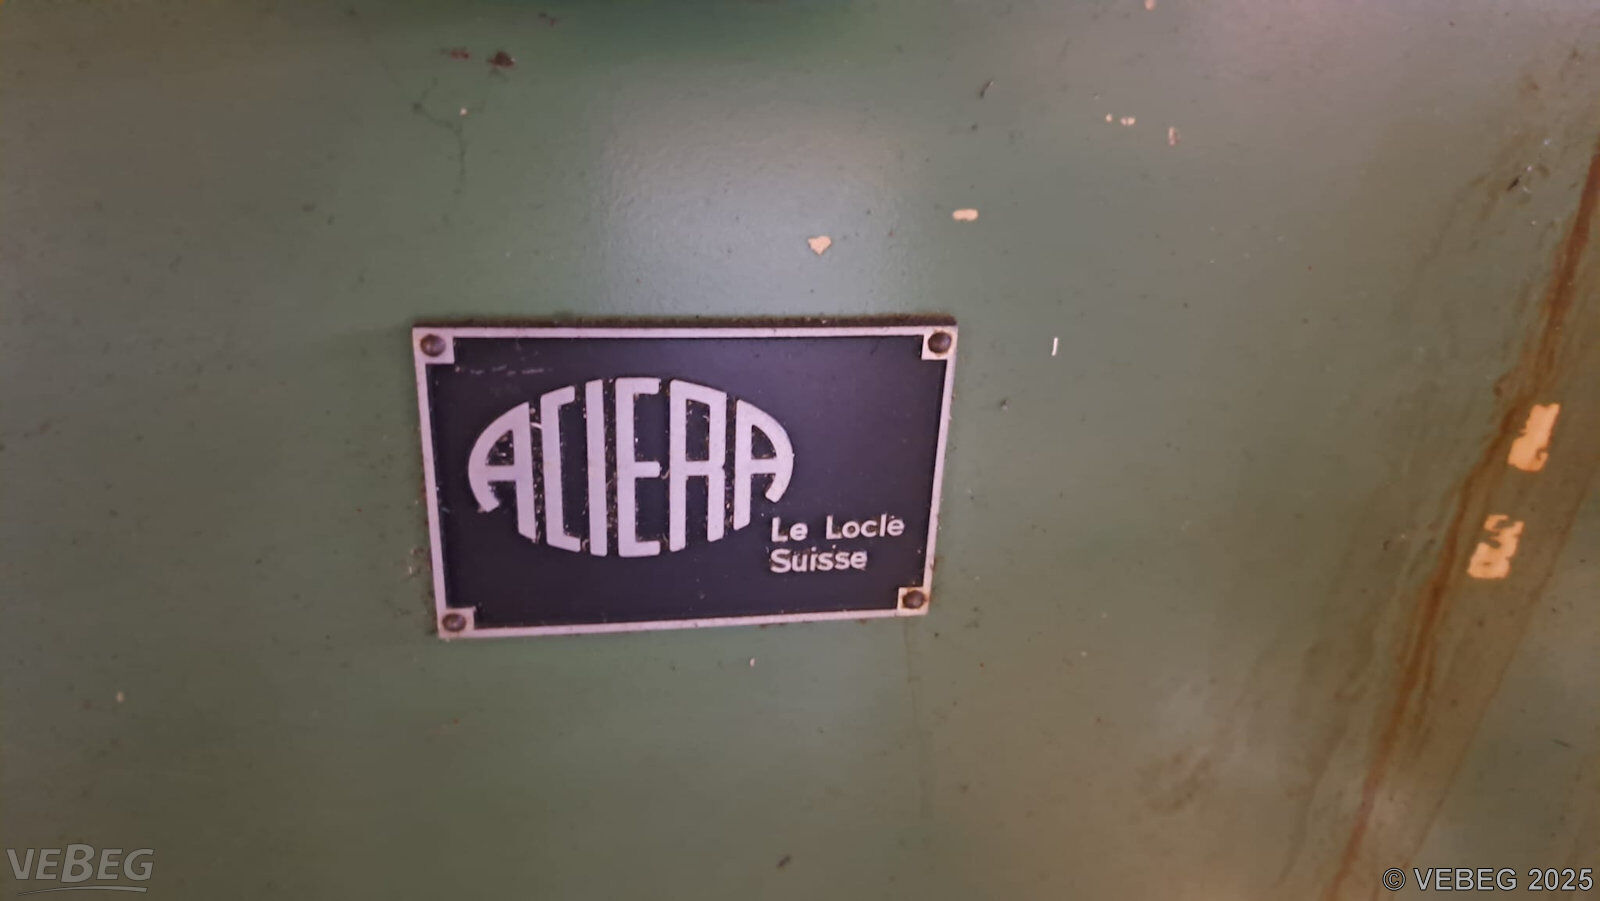 ACIERA
Le Locle
Suisse
VEBEG
© VEBEG 2025